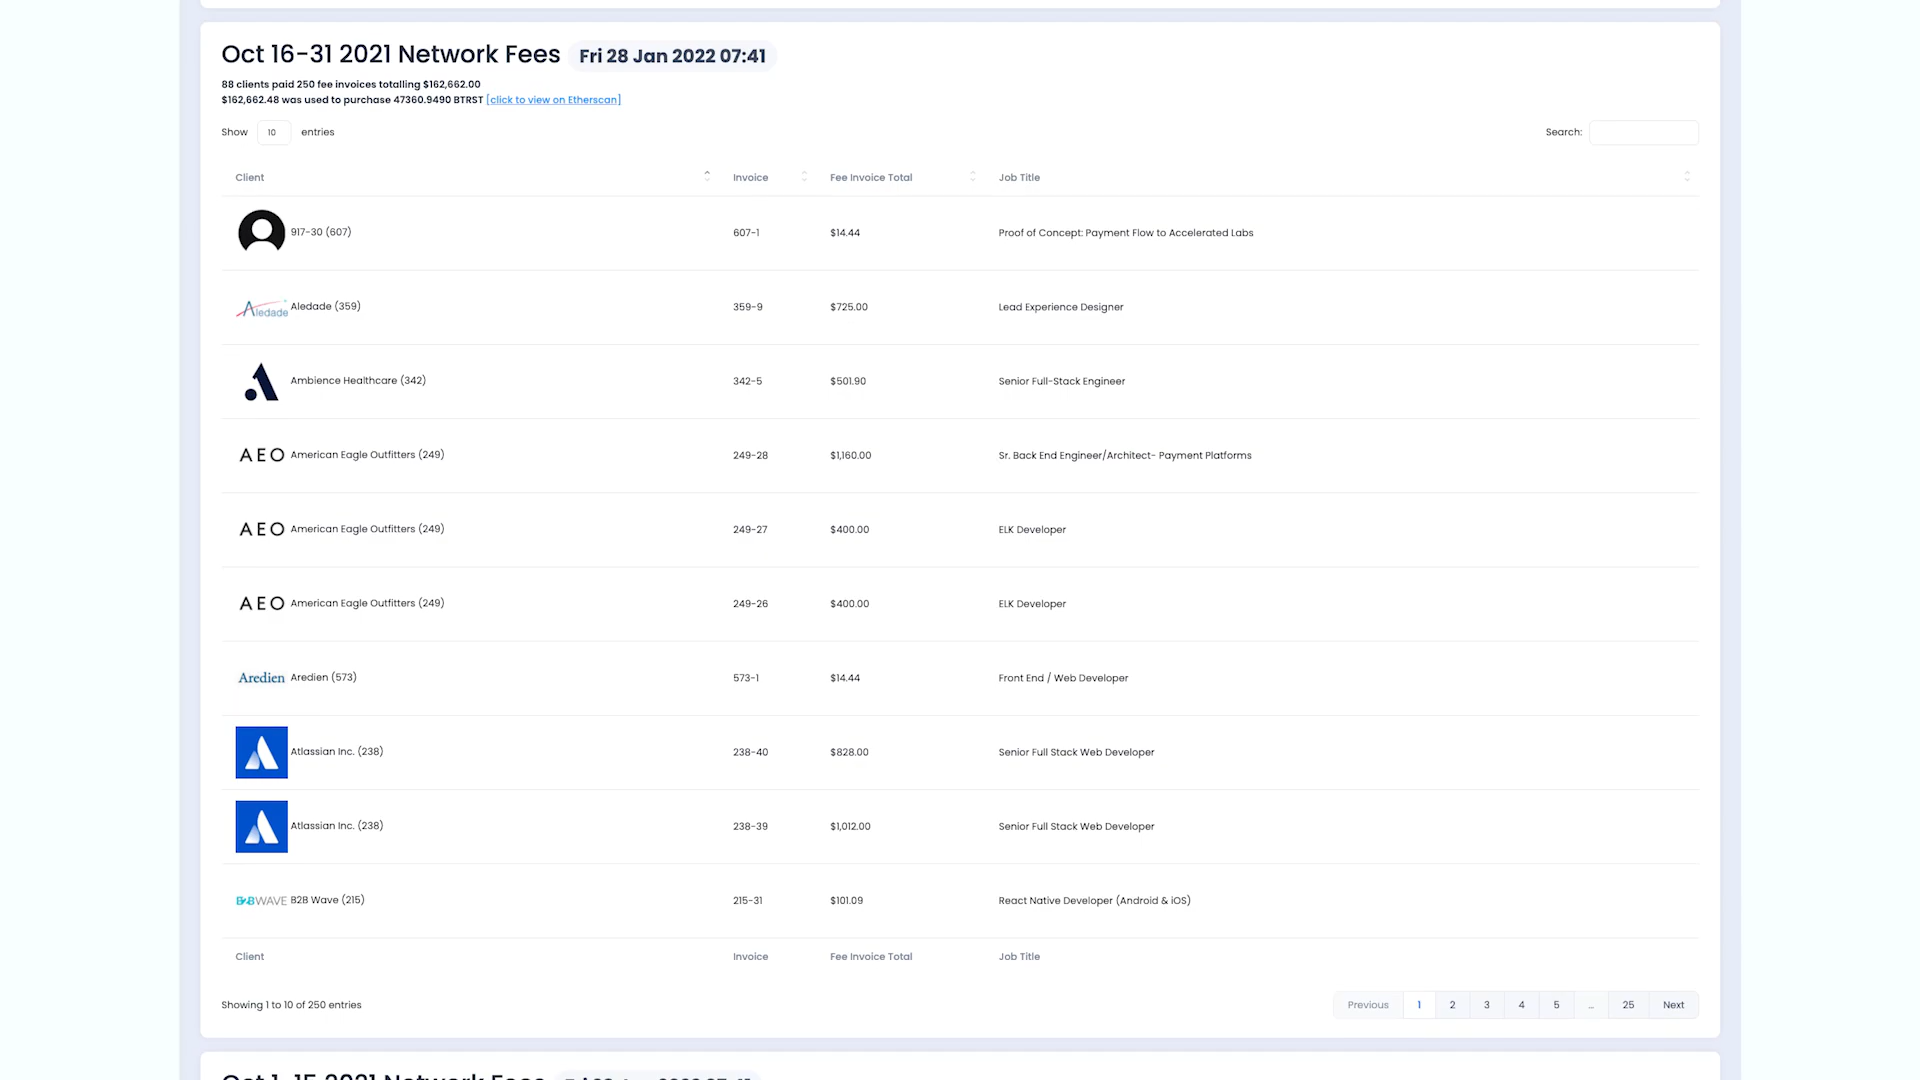 Oct 16-31 2021 Network Fees Fri 28 Jan 2022 07:41
88 clients paid 250 fee invoices totalling $162,662.00
$162,662.48 was used to purchase 47360.9490 BTRST [click to view on Etherscan]
Show 10 entries Search:
Client Invoice Fee Invoice Total Job Title
917-30 (607) 607-1 $14.44 Proof of Concept: Payment Flow to Accelerated Labs
Aledade Aledade (359) 359-9 $725.00 Lead Experience Designer
Ambience Healthcare (342) 342-5 $501.90 Senior Full-Stack Engineer
AEO American Eagle Outfitters (249) 249-28 $1,160.00 Sr. Back End Engineer/Architect- Payment Platforms
AEO American Eagle Outfitters (249) 249-27 $400.00 ELK Developer
AEO American Eagle Outfitters (249) 249-26 $400.00 ELK Developer
Aredien Aredien (573) 573-1 $14.44 Front End / Web Developer
Atlassian Inc. (238) 238-40 $828.00 Senior Full Stack Web Developer
Atlassian Inc. (238) 238-39 $1,012.00 Senior Full Stack Web Developer
B2BWAVE B2B Wave (215) 215-31 $101.09 React Native Developer (Android & iOS)
Client Invoice Fee Invoice Total Job Title
Showing 1 to 10 of 250 entries Previous 1 2 3 4 5 … 25 Next
Oct 1-15 2021 Network Fees